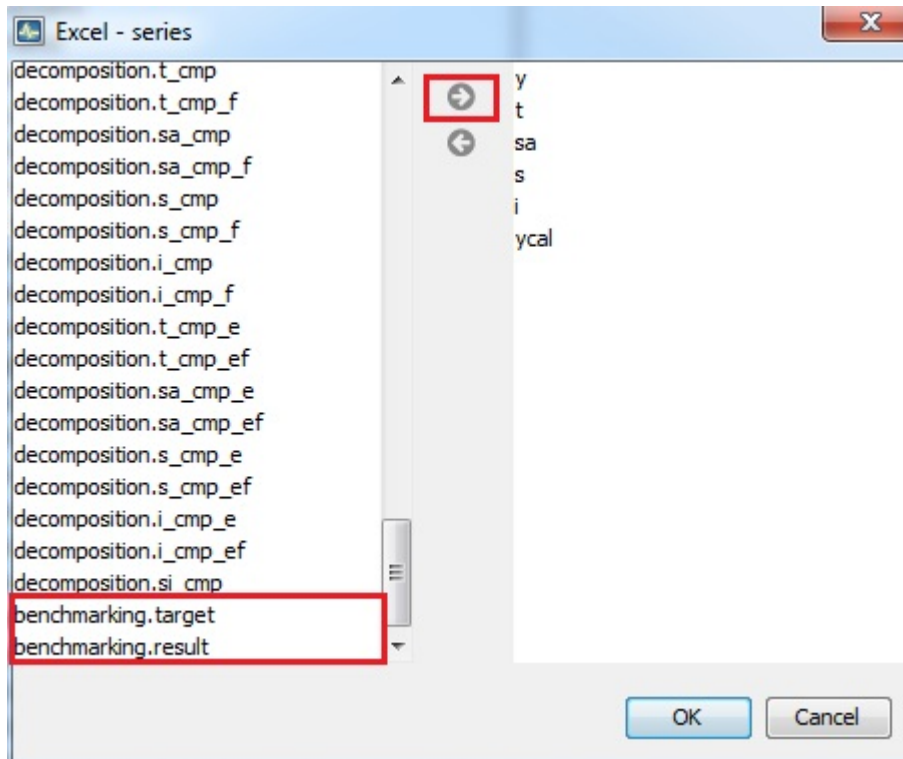 Excel - series
decomposition.t_cmp
decomposition.t_cmp_f
decomposition.sa_cmp
decomposition.sa_cmp_f
decomposition.s_cmp
decomposition.s_cmp_f
decomposition.i_cmp
decomposition.i_cmp_f
decomposition.t_cmp_e
decomposition.t_cmp_ef
decomposition.sa_cmp_e
decomposition.sa_cmp_ef
decomposition.s_cmp_e
decomposition.s_cmp_ef
decomposition.i_cmp_e
decomposition.i_cmp_ef
decomposition.si_cmp
benchmarking.target
benchmarking.result
y
t
sa
s
i
ycal
OK
Cancel